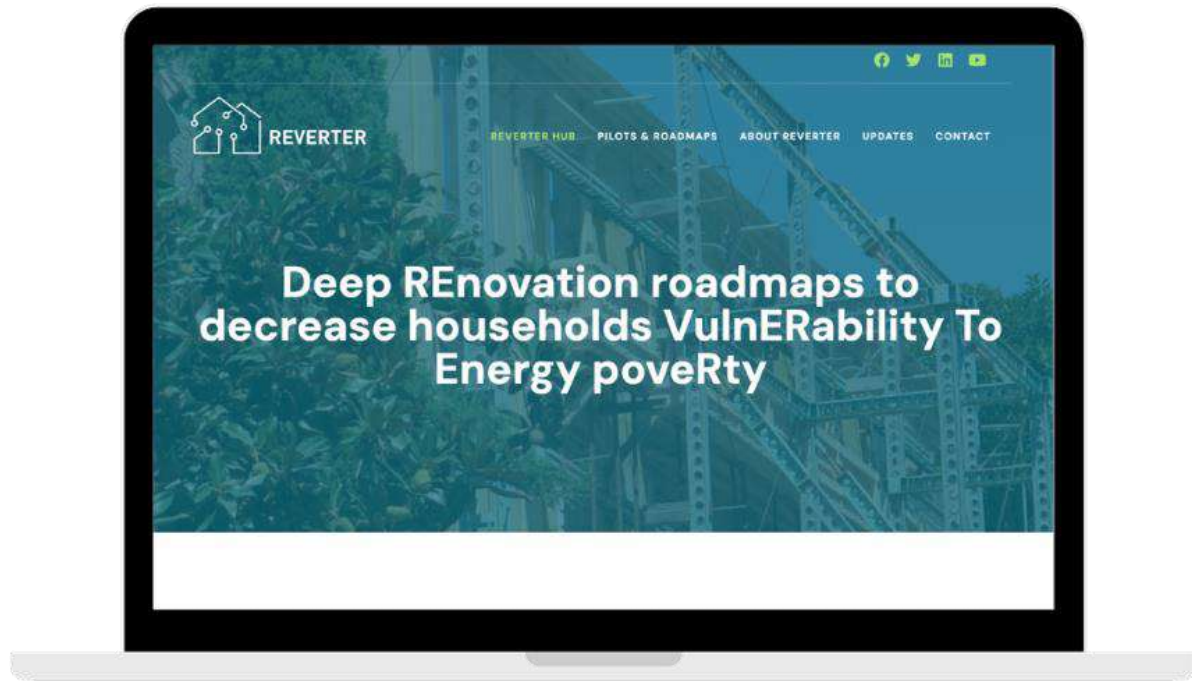 REVERTER
REVERTER HUB PILOTS & ROADMAPS ABOUT REVERTER UPDATES CONTACT
Deep REnovation roadmaps to
decrease households VulnERability To
Energy poveRty